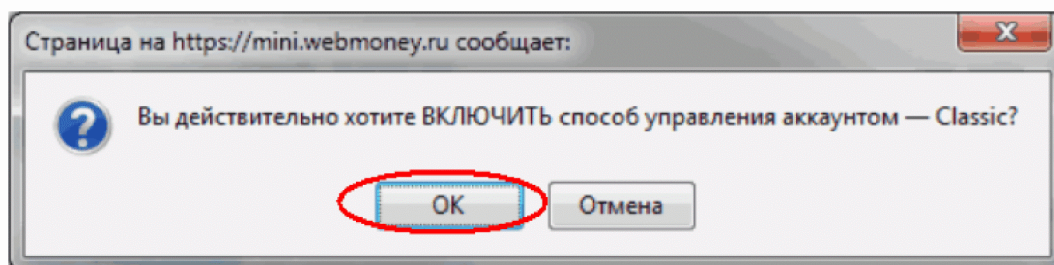 Страница на https://mini.webmoney.ru сообщает:
Вы действительно хотите ВКЛЮЧИТЬ способ управления аккаунтом — Classic?
OK
Отмена